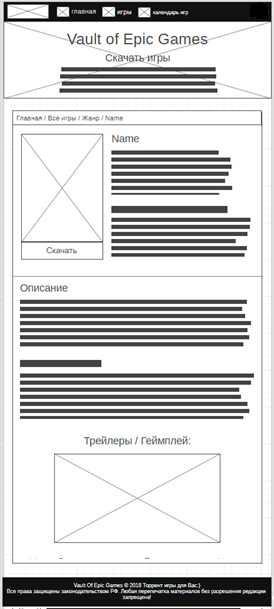 главная игры календарь игр
Vault of Epic Games
Скачать игры
Главная / Все игры / Жанр / Name
Name
Скачать
Описание
Трейлеры / Геймплей:
Vault Of Epic Games © 2018 Торрент игры для Вас:)
Все права защищены законодательством РФ. Любая перепечатка материалов без разрешения редакции
запрещена!